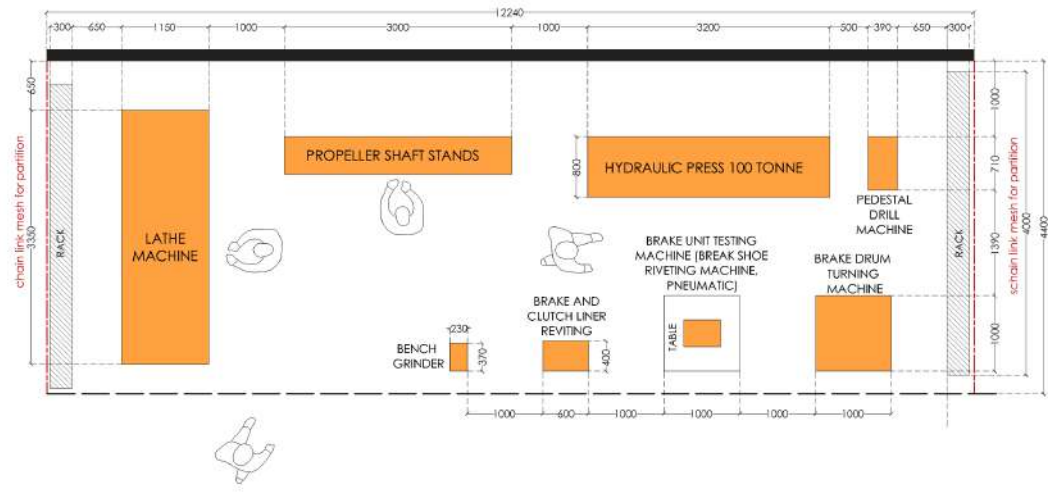 12240
300
650
1150
1000
3000
1000
3200
500
390
650
300
650
3350
chain link mesh for partition
RACK
LATHE
MACHINE
PROPELLER SHAFT STANDS
800
HYDRAULIC PRESS 100 TONNE
PEDESTAL
DRILL
MACHINE
BRAKE UNIT TESTING
MACHINE (BREAK SHOE
RIVETING MACHINE,
PNEUMATIC)
TABLE
BRAKE DRUM
TURNING
MACHINE
BRAKE AND
CLUTCH LINER
REVITING
400
BENCH
GRINDER
230
370
RACK
1000
710
1390
1000
4000
schain link mesh for partition
4400
1000
600
1000
1000
1000
1000